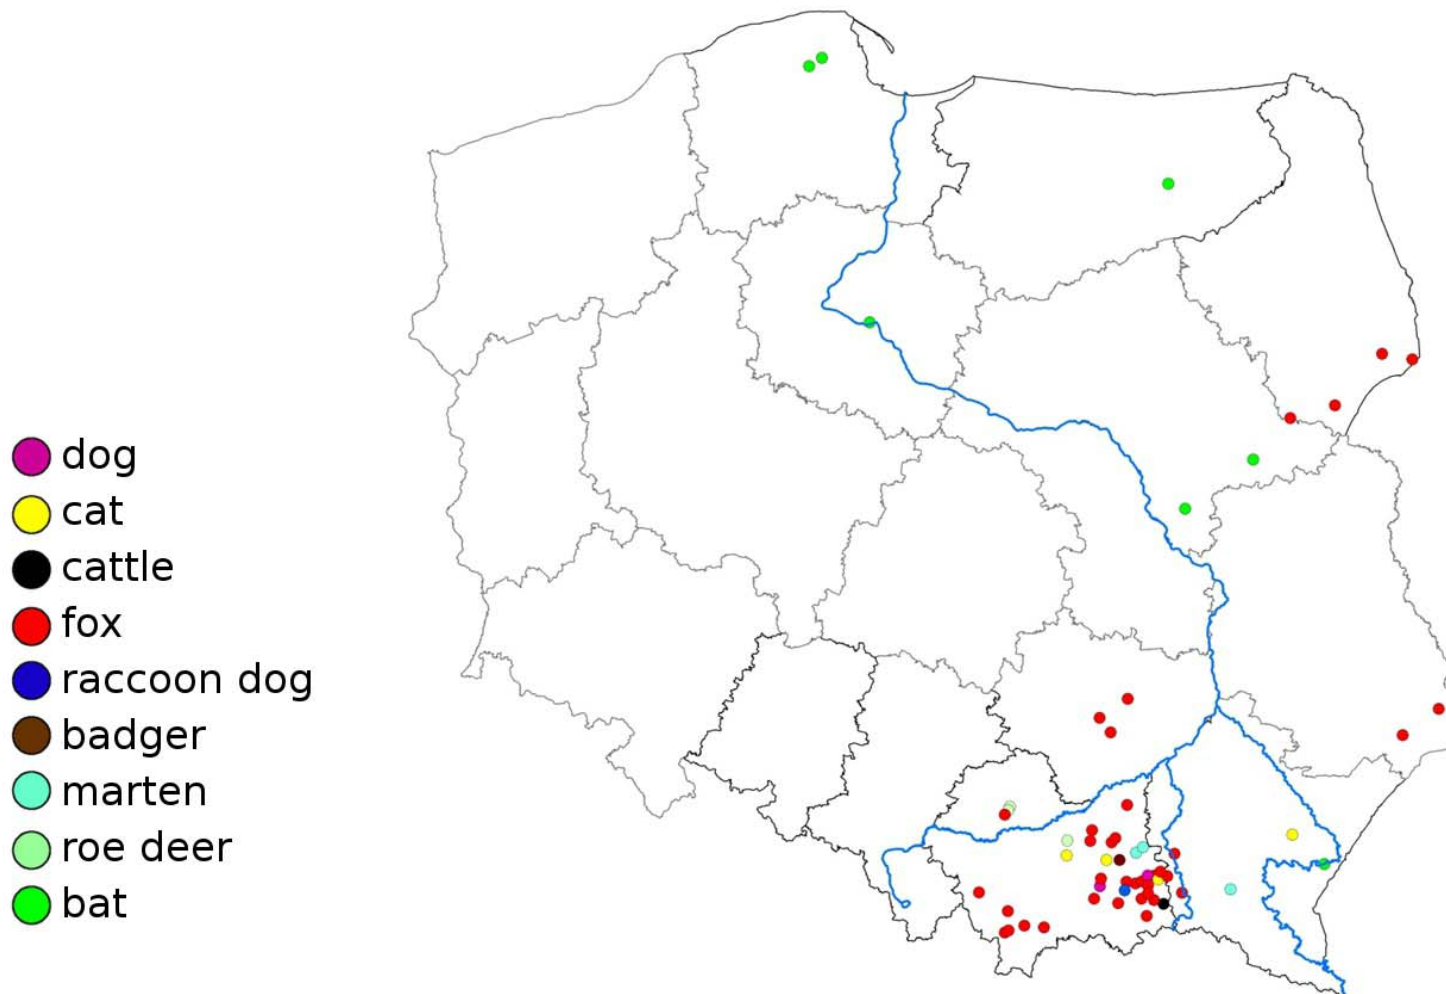 dog
cat
cattle
fox
raccoon dog
badger
marten
roe deer
bat